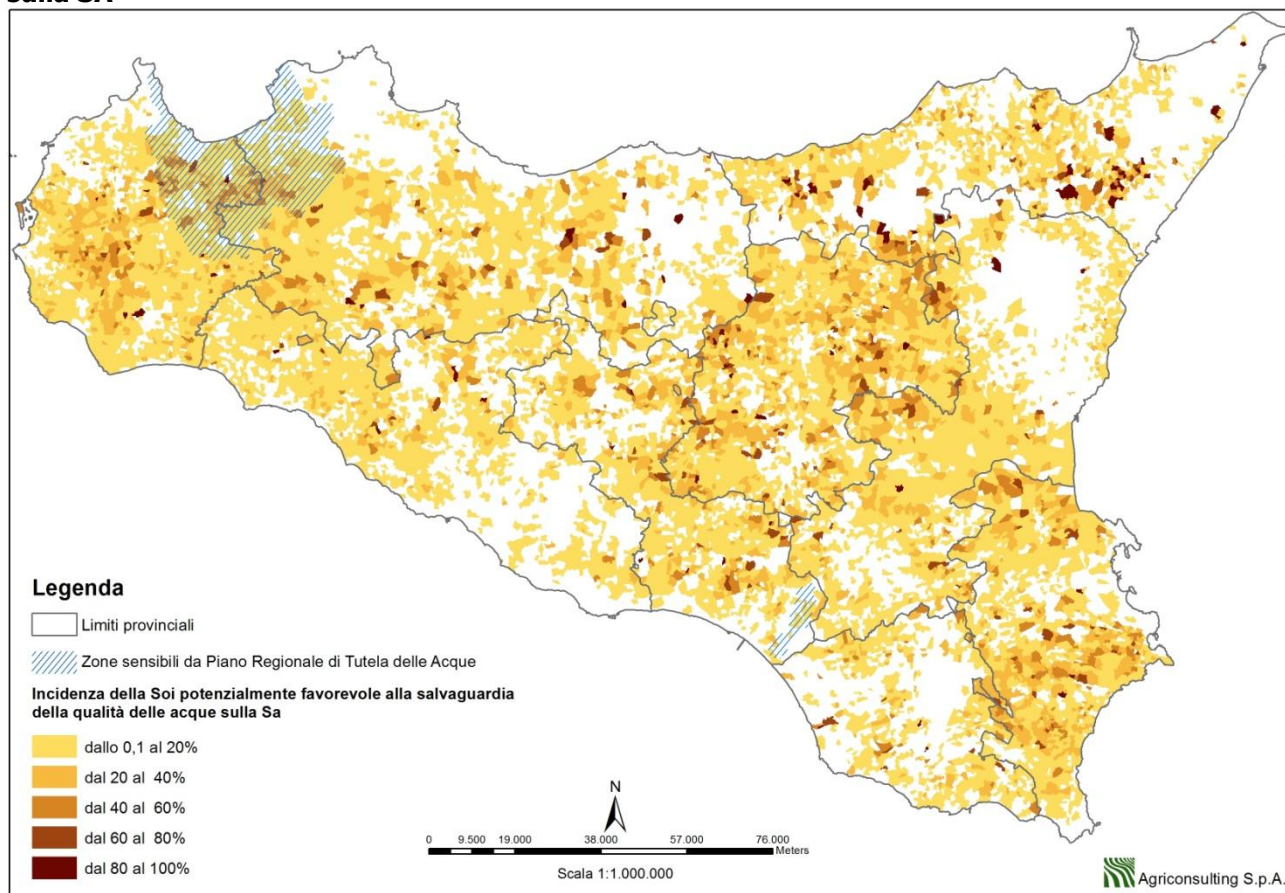 sulla SA
Legenda
Limiti provinciali
Zone sensibili da Piano Regionale di Tutela delle Acque
Incidenza della Soi potenzialmente favorevole alla salvaguardia
della qualità delle acque sulla Sa
dallo 0,1 al 20%
dal 20 al 40%
dal 40 al 60%
dal 60 al 80%
dal 80 al 100%
N
0 9.500 19.000 38.000 57.000 76.000
Meters
Scala 1:1.000.000
Agriconsulting S.p.A.